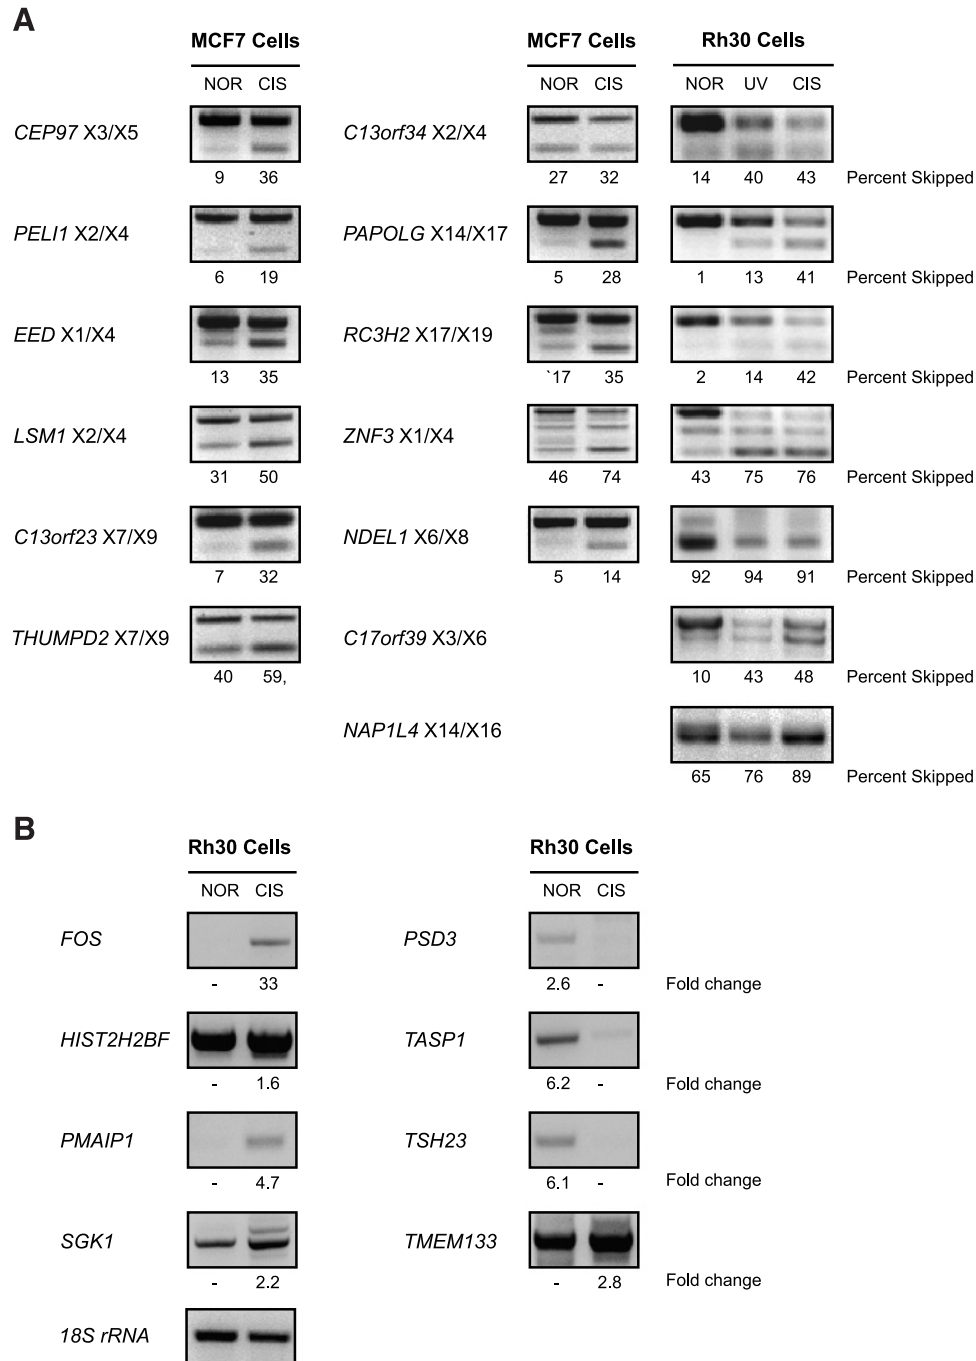 A
MCF7 Cells MCF7 Cells Rh30 Cells
NOR CIS NOR CIS NOR UV CIS
CEP97 X3/X5 C13orf34 X2/X4
9 36 27 32 14 40 43 Percent Skipped
PELI1 X2/X4 PAPOLG X14/X17
6 19 5 28 1 13 41 Percent Skipped
EED X1/X4 RC3H2 X17/X19
13 35 `17 35 2 14 42 Percent Skipped
LSM1 X2/X4 ZNF3 X1/X4
31 50 46 74 43 75 76 Percent Skipped
C13orf23 X7/X9 NDEL1 X6/X8
7 32 5 14 92 94 91 Percent Skipped
THUMPD2 X7/X9 C17orf39 X3/X6
40 59, 10 43 48 Percent Skipped
NAP1L4 X14/X16
65 76 89 Percent Skipped
B
Rh30 Cells Rh30 Cells
NOR CIS NOR CIS
FOS PSD3
- 33 2.6 - Fold change
HIST2H2BF TASP1
- 1.6 6.2 - Fold change
PMAIP1 TSH23
- 4.7 6.1 - Fold change
SGK1 TMEM133
- 2.2 - 2.8 Fold change
18S rRNA